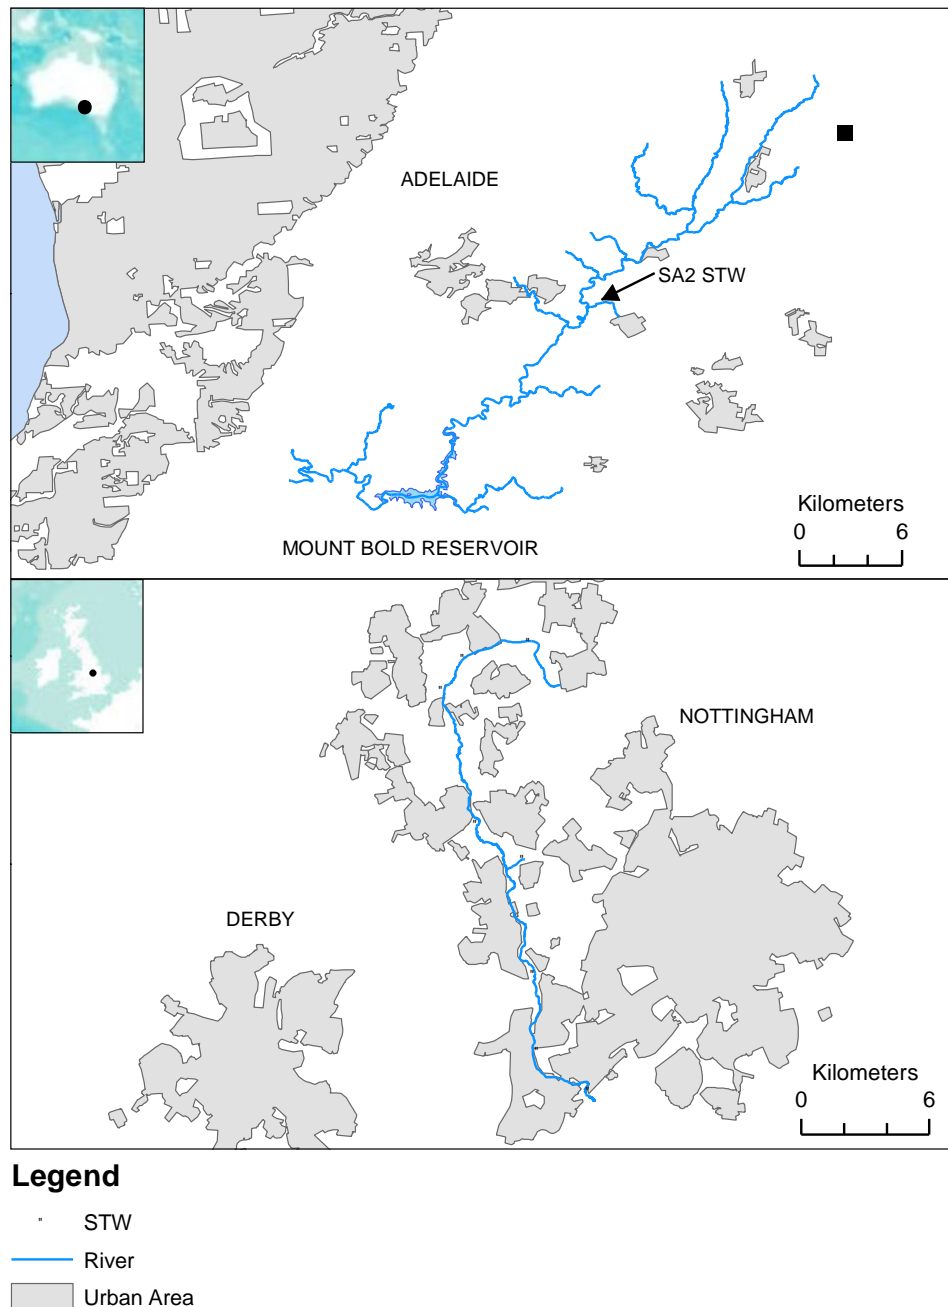 ADELAIDE
SA2 STW
Kilometers
0 6
MOUNT BOLD RESERVOIR
NOTTINGHAM
DERBY
Kilometers
0 6
Legend
STW
River
Urban Area